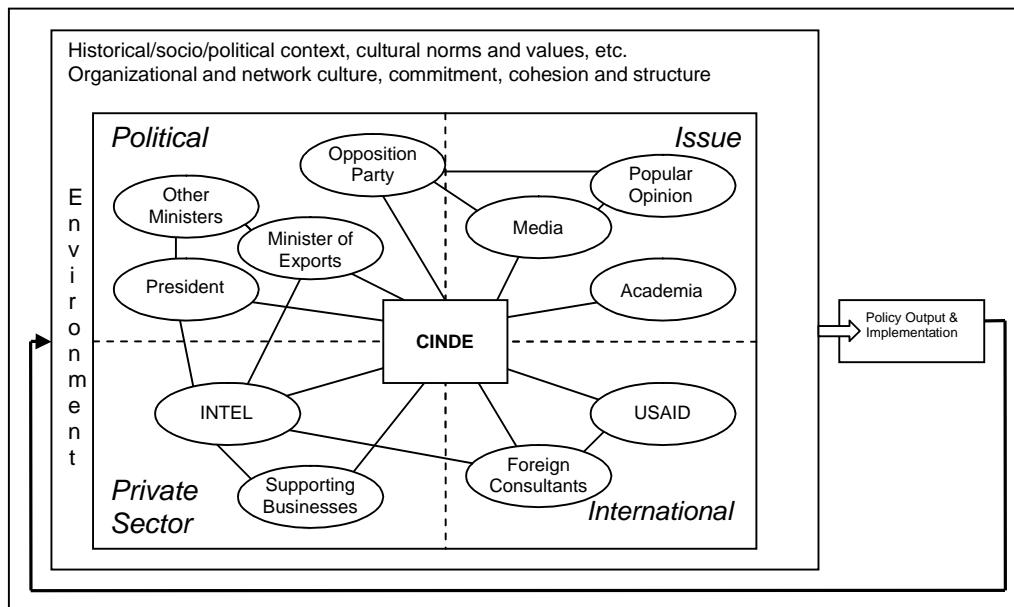 Historical/socio/political context, cultural norms and values, etc.
Organizational and network culture, commitment, cohesion and structure
Environment
Political
Issue
Opposition
Party
Popular
Opinion
Other
Ministers
Media
Minister of
Exports
President
Academia
CINDE
Policy Output &
Implementation
INTEL
USAID
Foreign
Consultants
Supporting
Businesses
Private
Sector
International